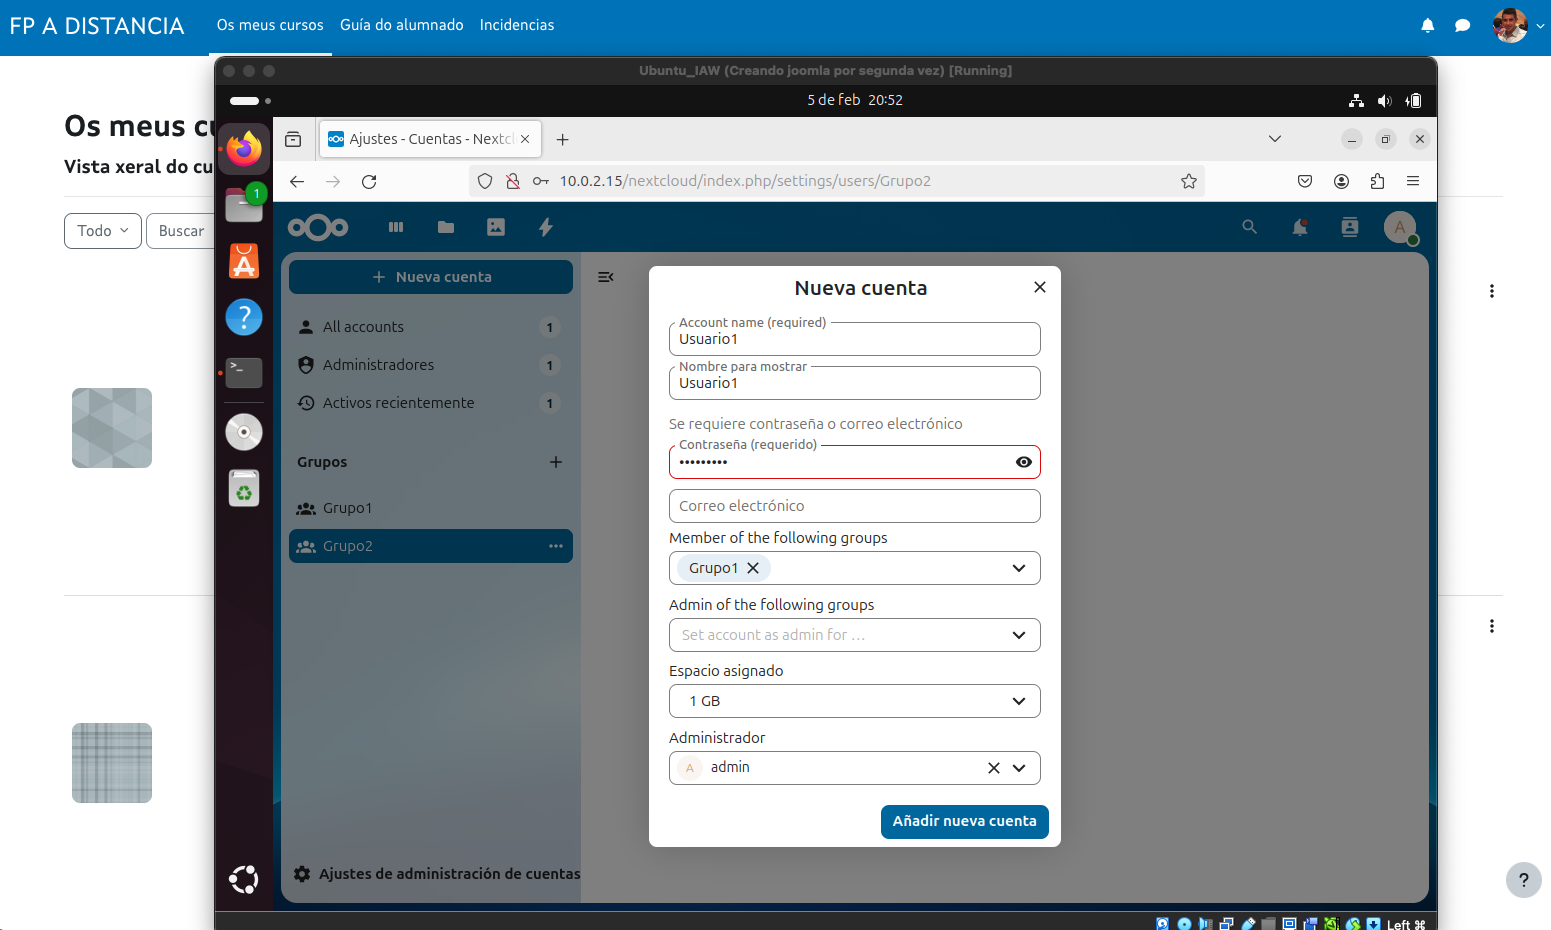 FP A DISTANCIA
Os meus cursos
Guía do alumnado
Incidencias
Ubuntu_IAW (Creando joomla por segunda vez) [Running]
5 de feb 20:52
Os meus cu
Vista xeral do cu
Todo
Buscar
1
Ajustes - Cuentas - Nextcl
10.0.2.15/nextcloud/index.php/settings/users/Grupo2
A
+ Nueva cuenta
All accounts 1
Administradores 1
Activos recientemente 1
Grupos
Grupo1
Grupo2
Ajustes de administración de cuentas
Nueva cuenta
Account name (required)
Usuario1
Nombre para mostrar
Usuario1
Se requiere contraseña o correo electrónico
Contraseña (requerido)
•••••••••
Correo electrónico
Member of the following groups
Grupo1
Admin of the following groups
Set account as admin for …
Espacio asignado
1 GB
Administrador
A admin
Añadir nueva cuenta
?
Left ⌘